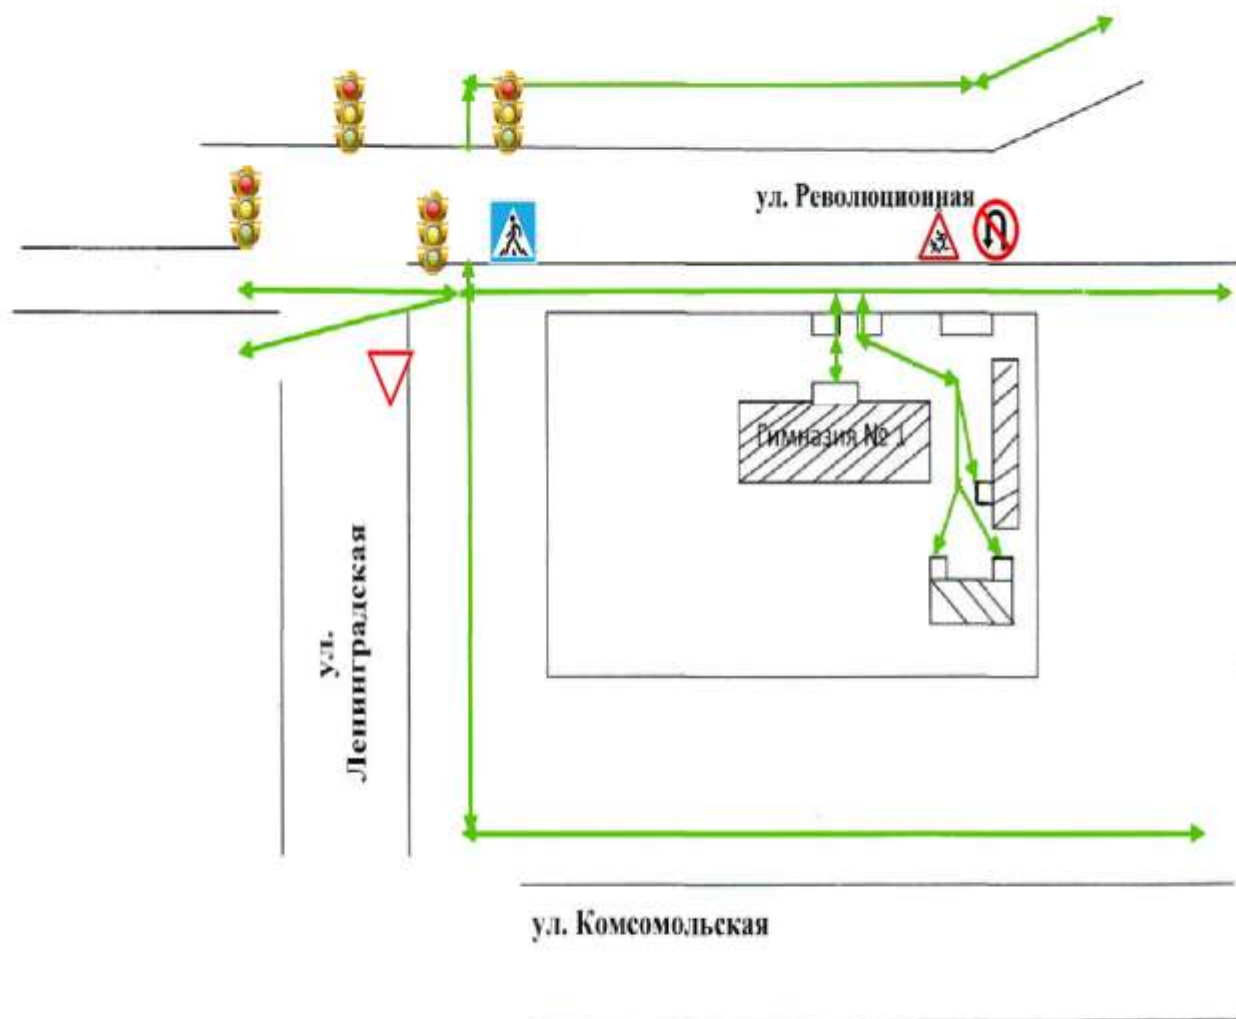 ул. Революционная
Гимназия № 1
ул.
Ленинградская
ул. Комсомольская